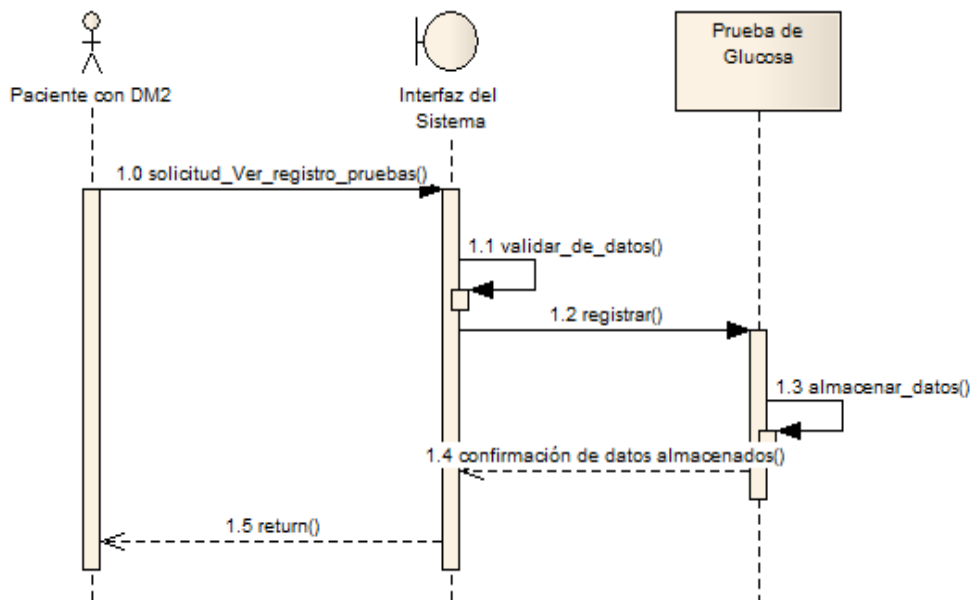 Paciente con DM2
Interfaz del
Sistema
Prueba de
Glucosa
1.0 solicitud_Ver_registro_pruebas()
1.1 validar_de_datos()
1.2 registrar()
1.3 almacenar_datos()
1.4 confirmación de datos almacenados()
1.5 return()